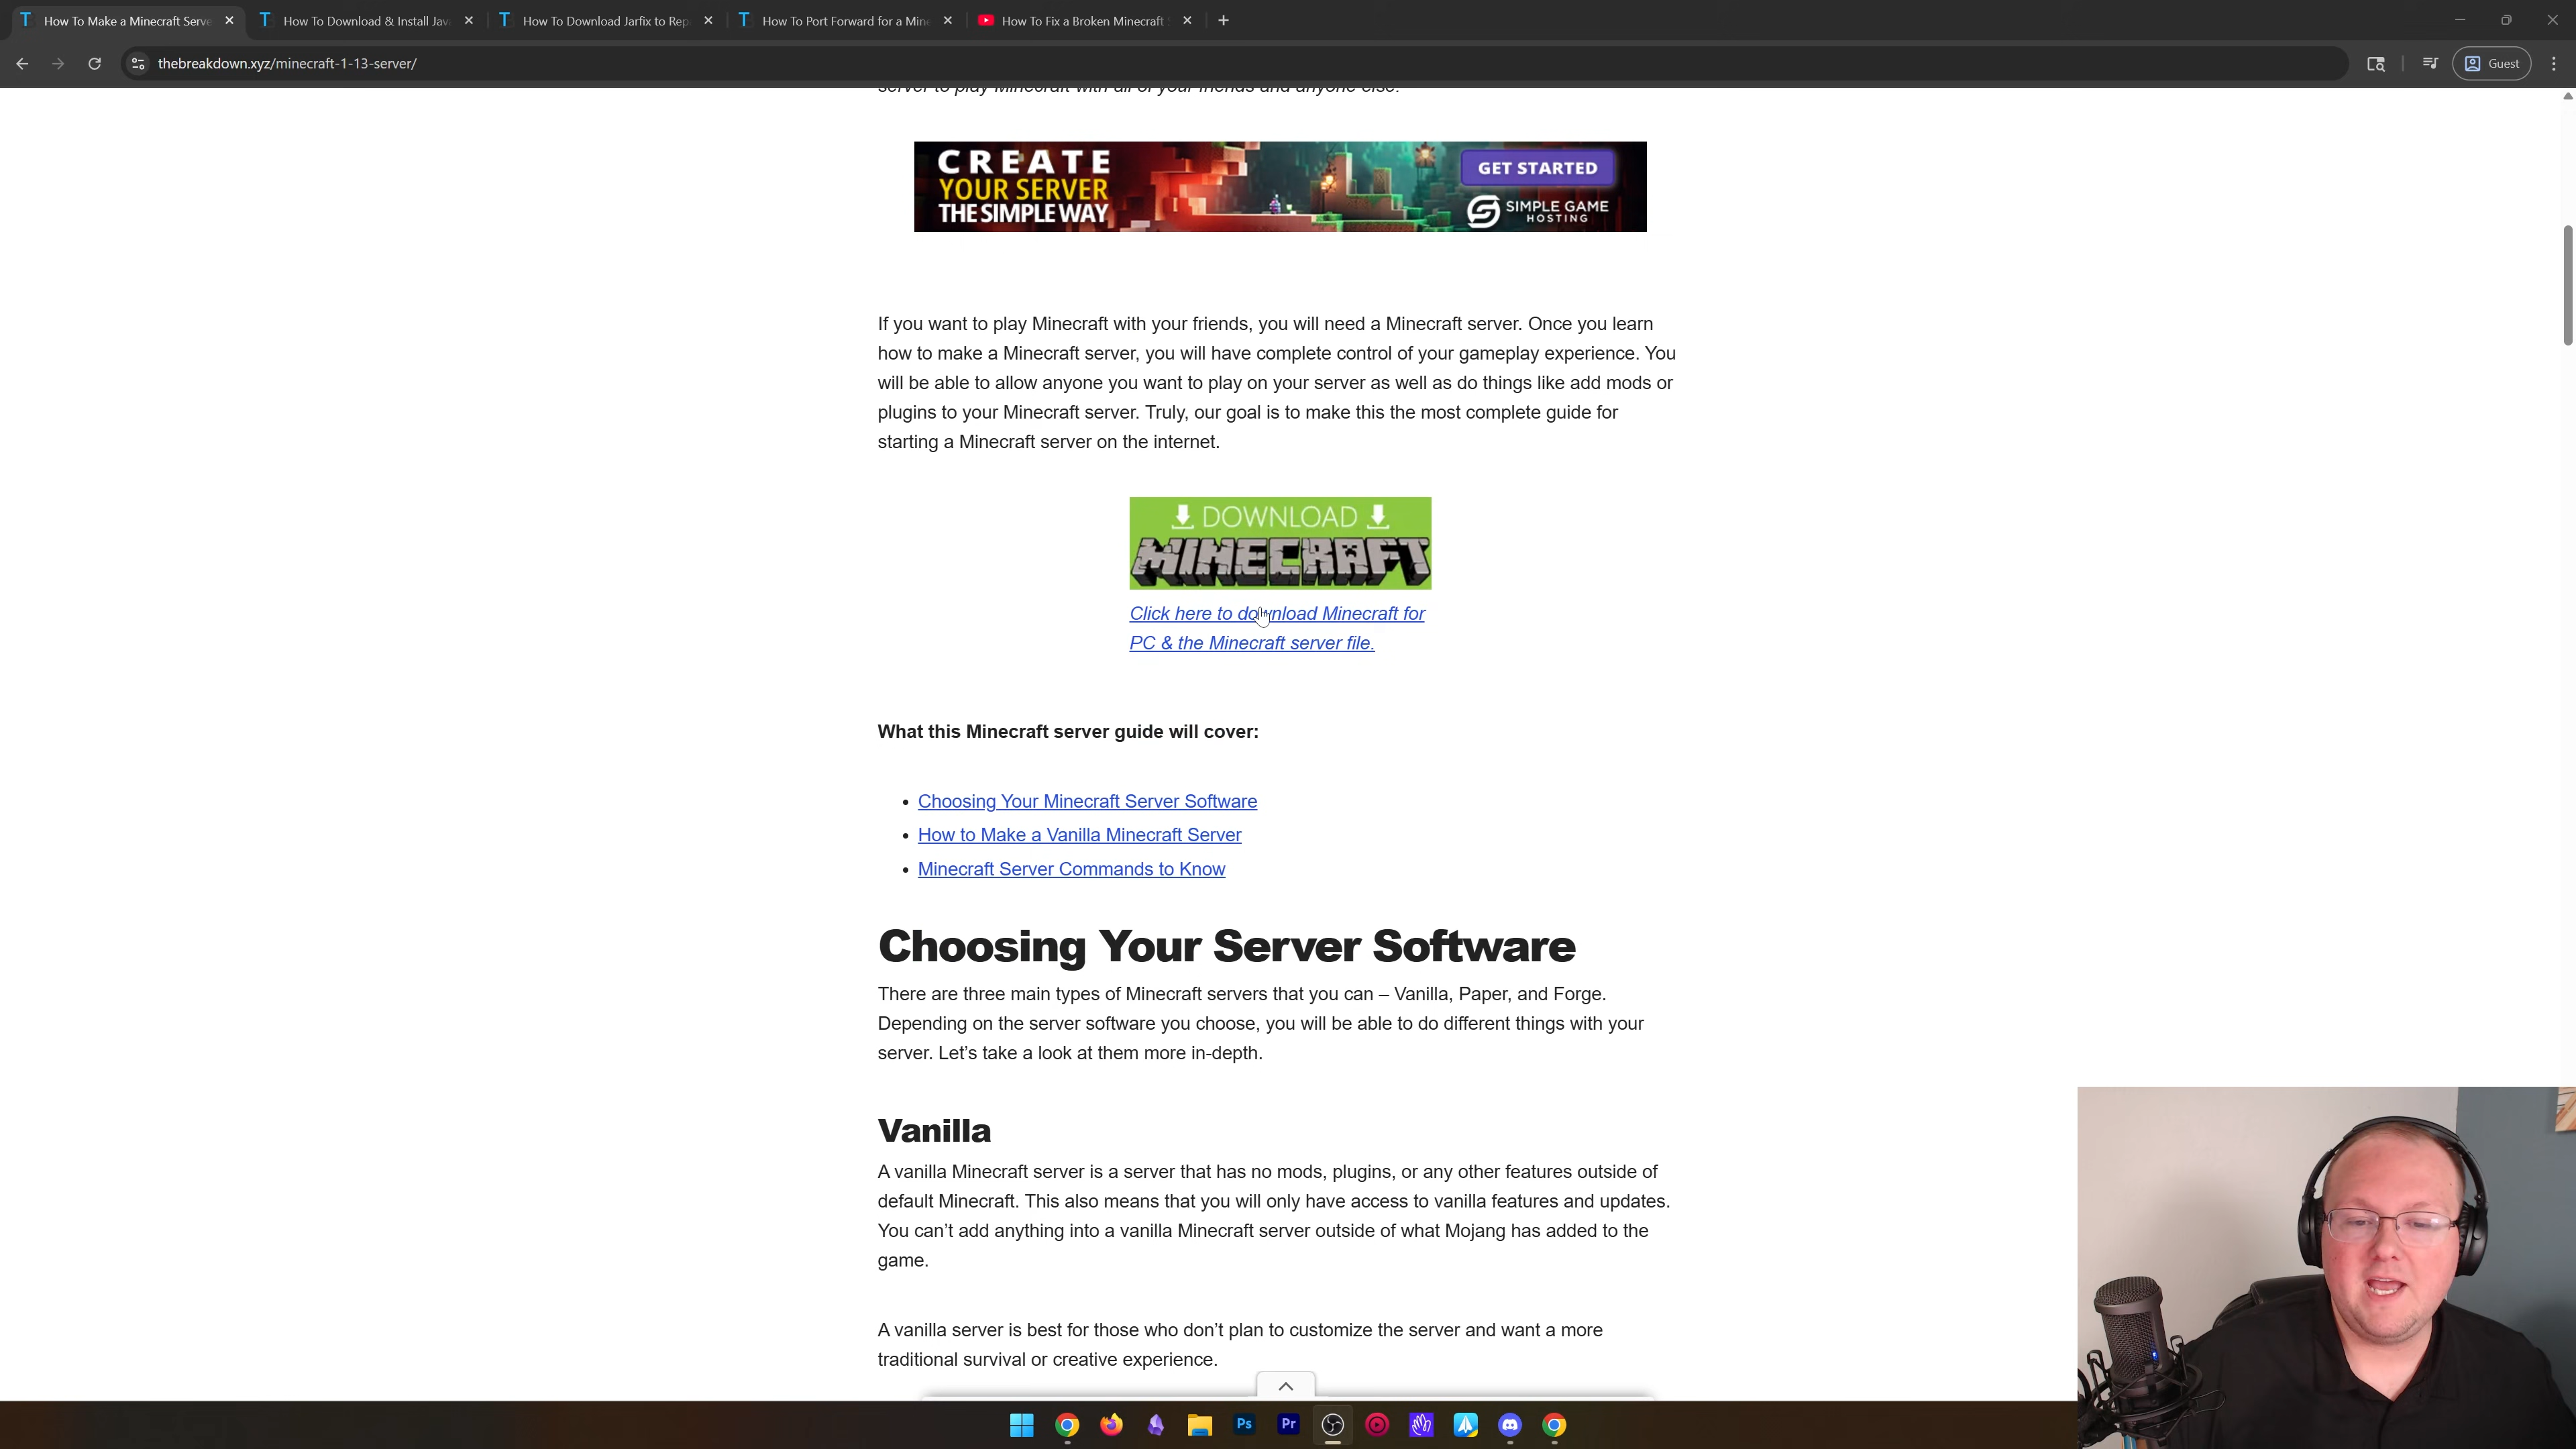 How To Make a Minecraft Serve
How To Download & Install Jav
How To Download Jarfix to Rep
How To Port Forward for a Mine
How To Fix a Broken Minecraft
thebreakdown.xyz/minecraft-1-13-server/
Guest
server to play Minecraft with all of your friends and anyone else.
CREATE
YOUR SERVER
THE SIMPLE WAY
GET STARTED
SIMPLE GAME
HOSTING
If you want to play Minecraft with your friends, you will need a Minecraft server. Once you learn
how to make a Minecraft server, you will have complete control of your gameplay experience. You
will be able to allow anyone you want to play on your server as well as do things like add mods or
plugins to your Minecraft server. Truly, our goal is to make this the most complete guide for
starting a Minecraft server on the internet.
DOWNLOAD
MINECRAFT
Click here to download Minecraft for
PC & the Minecraft server file.
What this Minecraft server guide will cover:
• Choosing Your Minecraft Server Software
• How to Make a Vanilla Minecraft Server
• Minecraft Server Commands to Know
Choosing Your Server Software
There are three main types of Minecraft servers that you can – Vanilla, Paper, and Forge.
Depending on the server software you choose, you will be able to do different things with your
server. Let's take a look at them more in-depth.
Vanilla
A vanilla Minecraft server is a server that has no mods, plugins, or any other features outside of
default Minecraft. This also means that you will only have access to vanilla features and updates.
You can't add anything into a vanilla Minecraft server outside of what Mojang has added to the
game.
A vanilla server is best for those who don't plan to customize the server and want a more
traditional survival or creative experience.
Ps
Pr